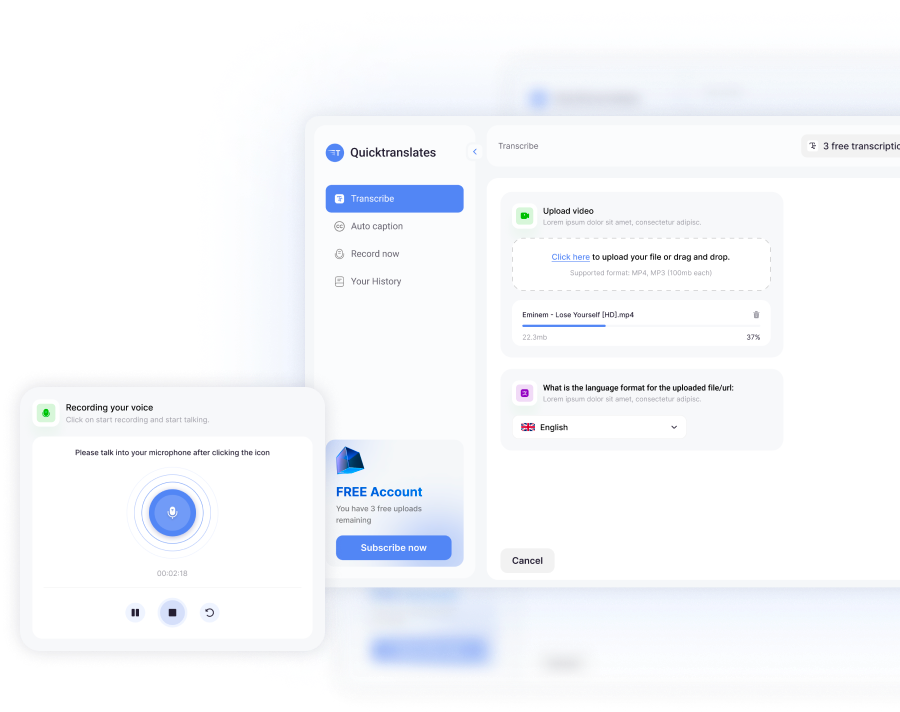 Quicktranslates
Transcribe
Auto caption
Record now
Your History
FREE Account
You have 3 free uploads
remaining
Subscribe now
Transcribe
3 free transcriptio
Upload video
Lorem ipsum dolor sit amet, consectetur adipisc.
Click here to upload your file or drag and drop.
Supported format: MP4, MP3 (100mb each)
Eminem - Lose Yourself [HD].mp4
22,3mb
37%
What is the language format for the uploaded file/url:
Lorem ipsum dolor sit amet, consectetur adipisc.
English
Cancel
Recording your voice
Click on start recording and start talking.
Please talk into your microphone after clicking the icon
00:02:18